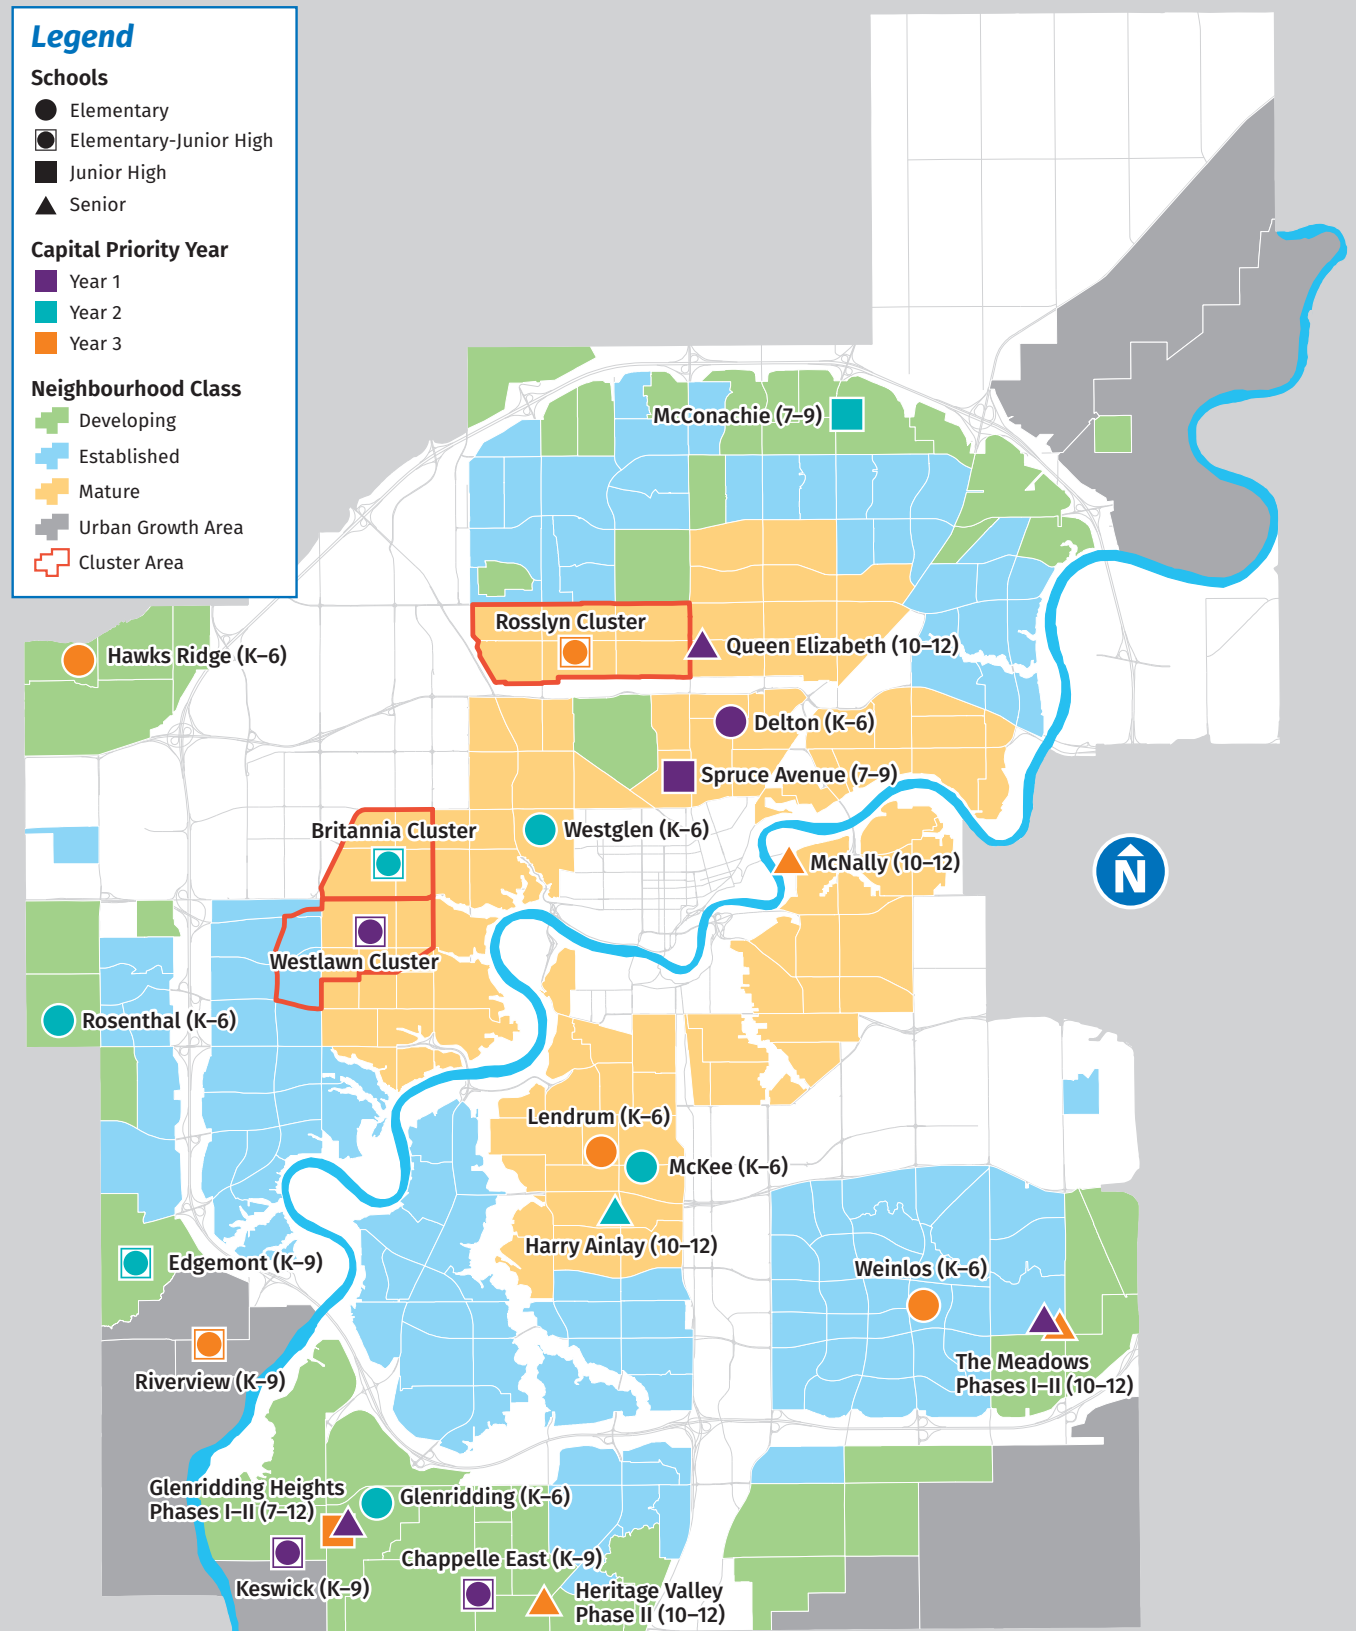 Legend
Schools
Elementary
Elementary-Junior High
Junior High
Senior
Capital Priority Year
Year 1
Year 2
Year 3
Neighbourhood Class
Developing
Established
Mature
Urban Growth Area
Cluster Area
McConachie (7–9)
Rosslyn Cluster
Queen Elizabeth (10–12)
Hawks Ridge (K–6)
Delton (K–6)
Spruce Avenue (7–9)
Britannia Cluster
Westglen (K–6)
McNally (10–12)
N
Westlawn Cluster
Rosenthal (K–6)
Lendrum (K–6)
McKee (K–6)
Harry Ainlay (10–12)
Edgemont (K–9)
Weinlos (K–6)
Riverview (K–9)
The Meadows
Phases I–II (10–12)
Glenridding Heights
Phases I–II (7–12)
Glenridding (K–6)
Chappelle East (K–9)
Keswick (K–9)
Heritage Valley
Phase II (10–12)